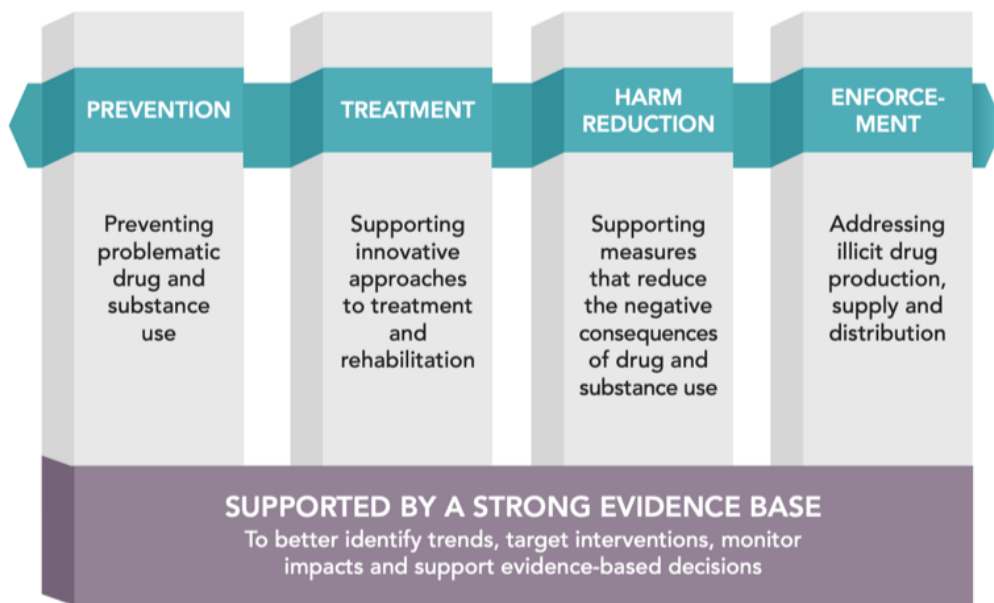 PREVENTION
Preventing
problematic
drug and
substance
use
TREATMENT
Supporting
innovative
approaches
to treatment
and
rehabilitation
HARM
REDUCTION
Supporting
measures
that reduce
the negative
consequences
of drug and
substance use
ENFORCE-
MENT
Addressing
illicit drug
production,
supply and
distribution
SUPPORTED BY A STRONG EVIDENCE BASE
To better identify trends, target interventions, monitor
impacts and support evidence-based decisions